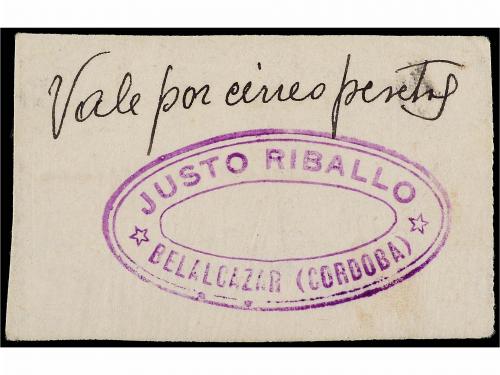 Vale por cinco pesetas
JUSTO RIBALLO
BELALCAZAR (CORDOBA)